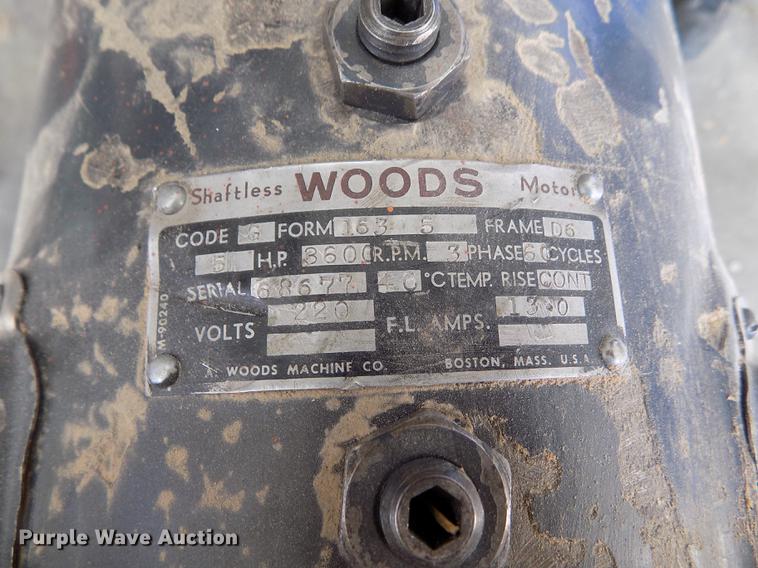 Shaftless WOODS Motor
CODE G FORM 163 5 FRAME D6
5 H.P. 3600 R.P.M. 3 PHASE 60 CYCLES
SERIAL 68677 40 °C TEMP. RISE CONT
VOLTS 220 F.L. AMPS. 13.0
WOODS MACHINE CO BOSTON, MASS. U.S.A.
M-90240
Purple Wave Auction